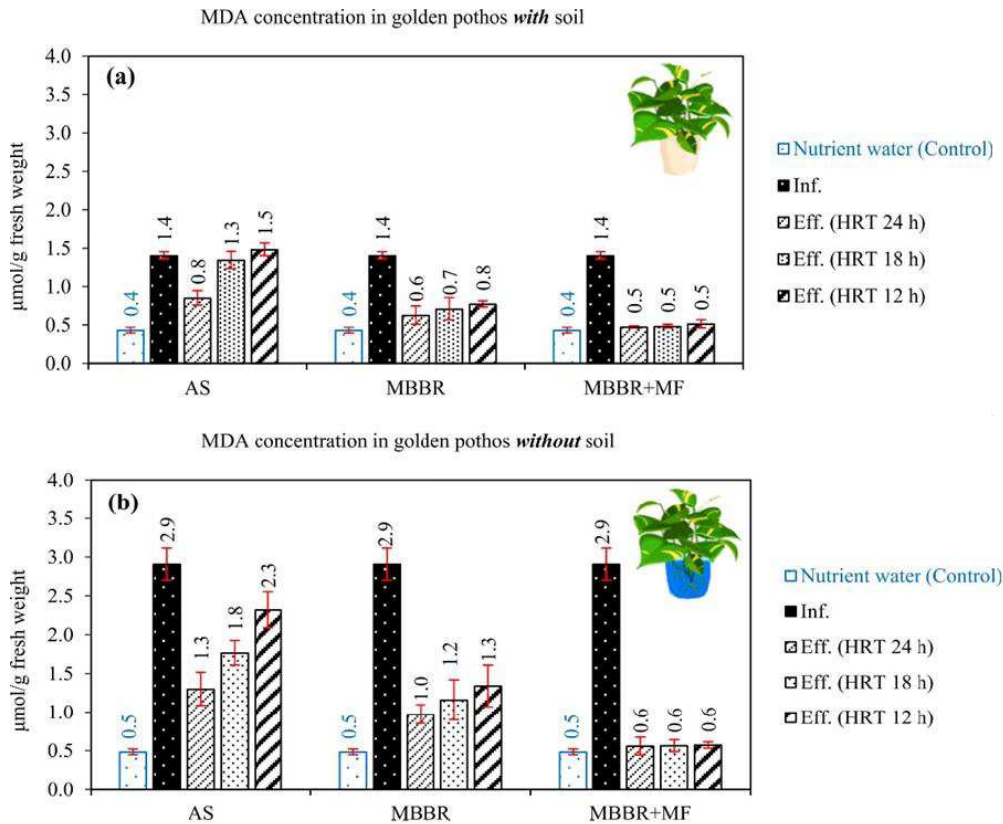 MDA concentration in golden pothos with soil
(a)
4.0
3.5
3.0
2.5
2.0
1.5
1.0
0.5
0.0
µmol/g fresh weight
0.4
1.4
0.8
1.3
1.5
0.4
1.4
0.6
0.7
0.8
0.4
1.4
0.5
0.5
0.5
AS
MBBR
MBBR+MF
Nutrient water (Control)
Inf.
Eff. (HRT 24 h)
Eff. (HRT 18 h)
Eff. (HRT 12 h)
MDA concentration in golden pothos without soil
(b)
4.0
3.5
3.0
2.5
2.0
1.5
1.0
0.5
0.0
µmol/g fresh weight
0.5
2.9
1.3
1.8
2.3
0.5
2.9
1.0
1.2
1.3
0.5
2.9
0.6
0.6
0.6
AS
MBBR
MBBR+MF
Nutrient water (Control)
Inf.
Eff. (HRT 24 h)
Eff. (HRT 18 h)
Eff. (HRT 12 h)